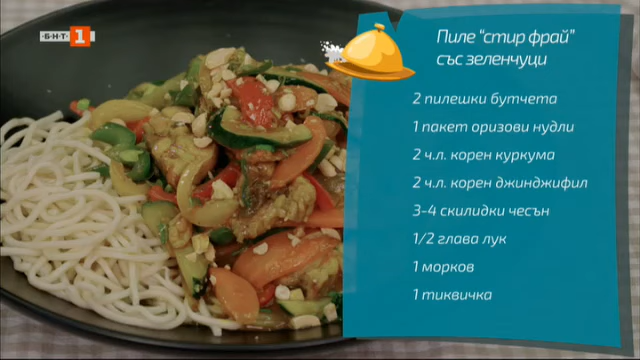 БНТ 1
Пиле "стир фрай"
със зеленчуци
2 пилешки бутчета
1 пакет оризови нудли
2 ч.л. корен куркума
2 ч.л. корен джинджифил
3-4 скилидки чесън
1/2 глава лук
1 морков
1 тиквичка